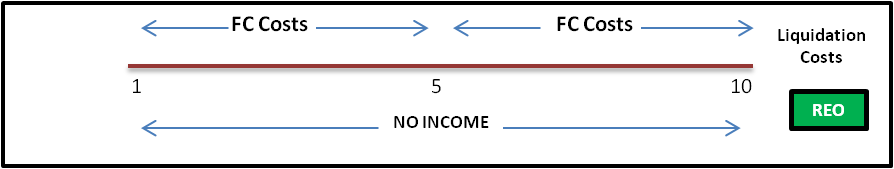 FC Costs
FC Costs
Liquidation
Costs
1
5
10
REO
NO INCOME